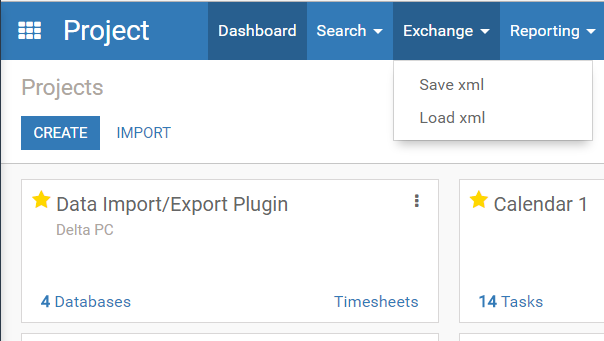 Project Dashboard Search Exchange Reporting
Save xml
Load xml
Projects
CREATE IMPORT
Data Import/Export Plugin
Delta PC
4 Databases Timesheets
Calendar 1
14 Tasks